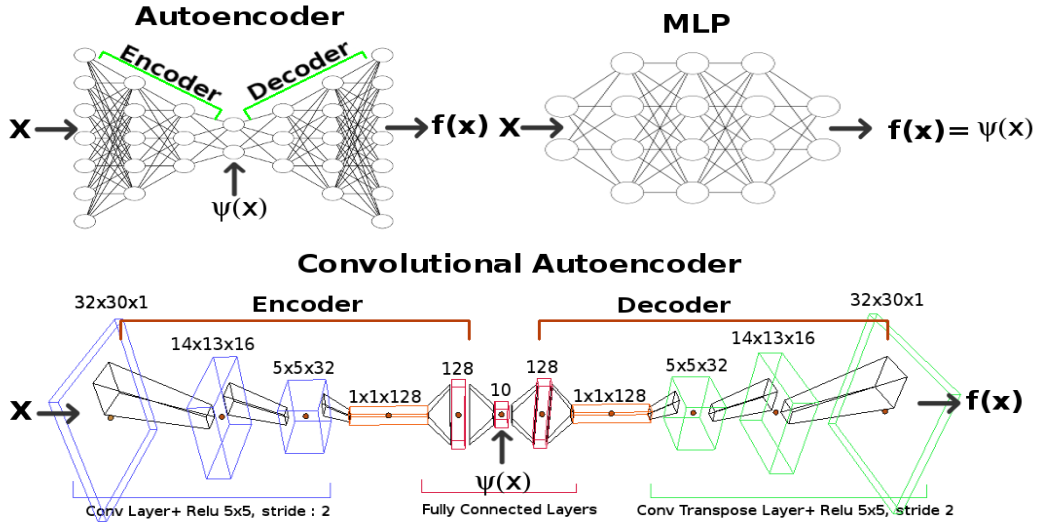 Autoencoder
MLP
Encoder
Decoder
X
f(x)
X
f(x) = ψ(x)
ψ(x)
Convolutional Autoencoder
Encoder
Decoder
32x30x1
14x13x16
5x5x32
1x1x128
128
10
128
1x1x128
5x5x32
14x13x16
32x30x1
X
f(x)
ψ(x)
Conv Layer+ Relu 5x5, stride : 2
Fully Connected Layers
Conv Transpose Layer+ Relu 5x5, stride 2